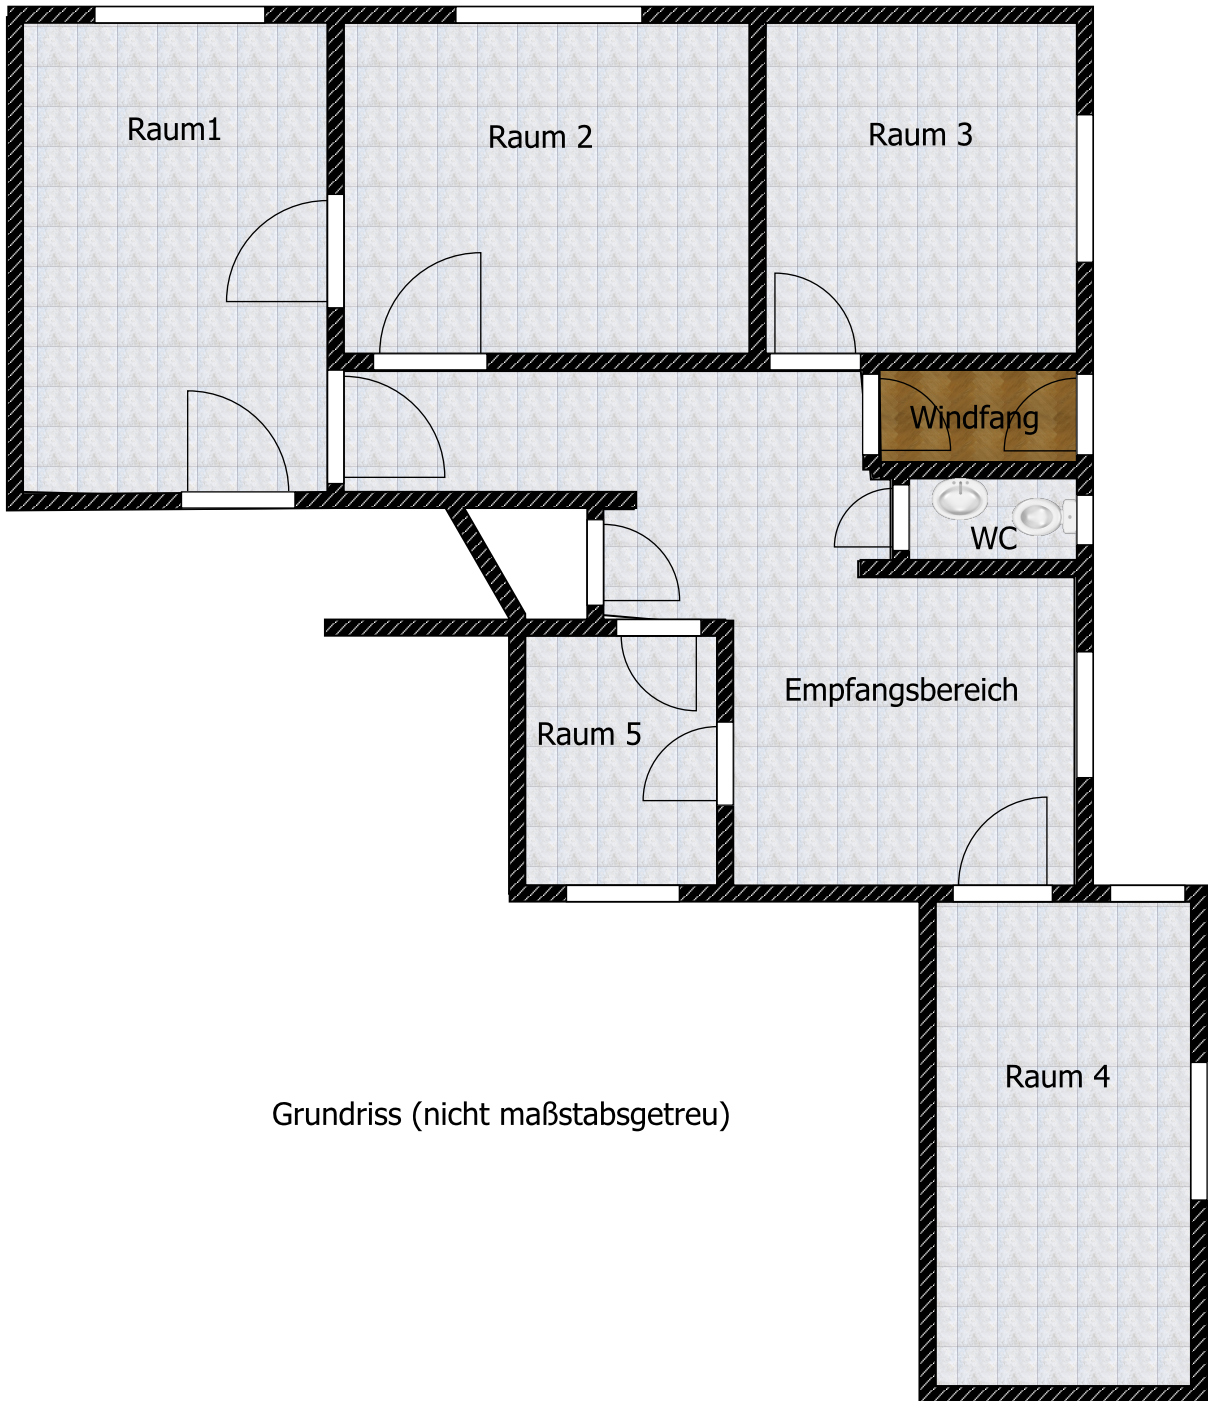 Raum1
Raum 2
Raum 3
Windfang
WC
Empfangsbereich
Raum 5
Raum 4
Grundriss (nicht maßstabsgetreu)